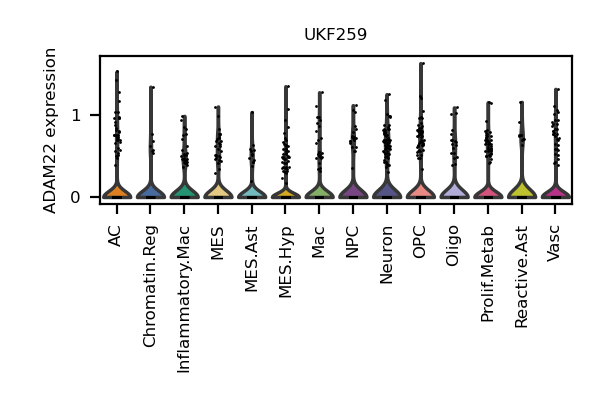 UKF259
ADAM22 expression
1
0
AC
Chromatin.Reg
Inflammatory.Mac
MES
MES.Ast
MES.Hyp
Mac
NPC
Neuron
OPC
Oligo
Prolif.Metab
Reactive.Ast
Vasc